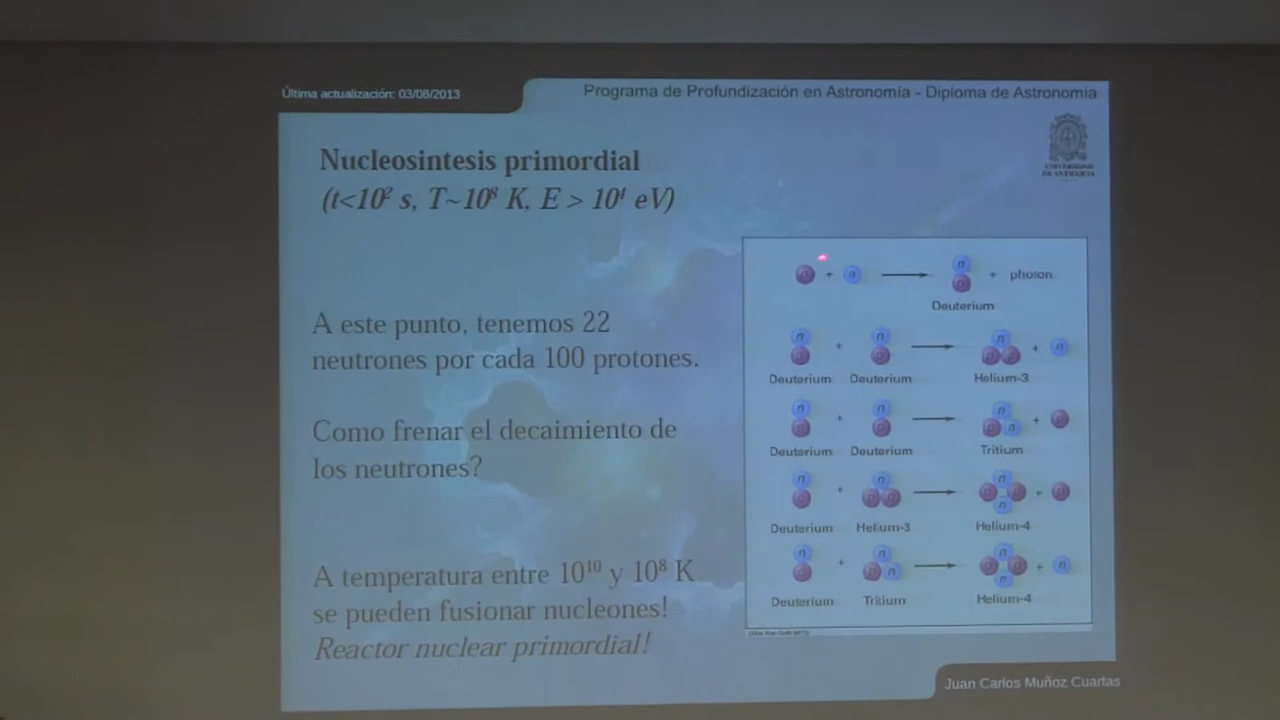 Última actualización: 03/08/2013
Programa de Profundización en Astronomía - Diploma de Astronomía
UNIVERSIDAD
DE ANTIOQUIA
Nucleosintesis primordial
(t<10² s, T~10⁸ K, E > 10⁴ eV)
A este punto, tenemos 22
neutrones por cada 100 protones.
Como frenar el decaimiento de
los neutrones?
A temperatura entre 10¹⁰ y 10⁸ K
se pueden fusionar nucleones!
Reactor nuclear primordial!
+ n n + photon
Deuterium
n + n n + n
Deuterium Deuterium Helium-3
n + n n n +
Deuterium Deuterium Tritium
n + n n n +
Deuterium Helium-3 Helium-4
n + n n n n + n
Deuterium Tritium Helium-4
Juan Carlos Muñoz Cuartas